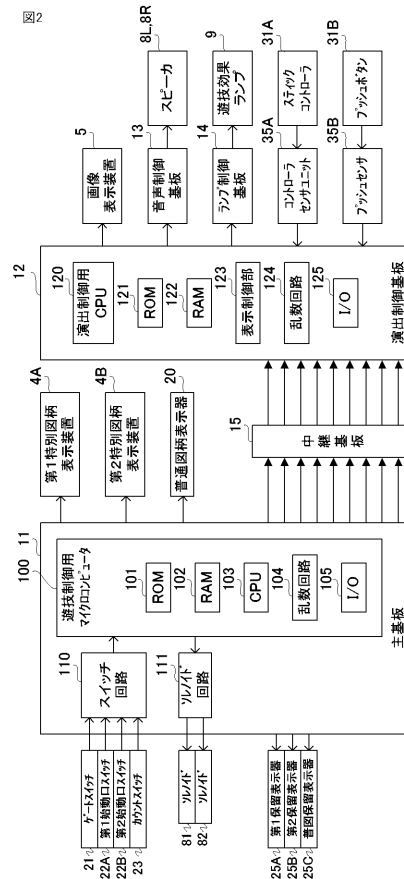 図2
8L,8R
スピーカ
9
遊技効果
ランプ
31A
スティック
コントローラ
31B
プッシュボタン
5
画像
表示装置
13
音声制御
基板
14
ランプ制御
基板
35A
コントローラ
センサユニット
35B
プッシュセンサ
12
120
演出制御用
CPU
121
ROM
122
RAM
123
表示制御部
124
乱数回路
125
I/O
演出制御基板
4A
第1特別図柄
表示装置
4B
第2特別図柄
表示装置
20
普通図柄表示器
15
中継基板
11
100
遊技制御用
マイクロコンピュータ
101
ROM
102
RAM
103
CPU
104
乱数回路
105
I/O
主基板
110
スイッチ
回路
111
ソレノイド
回路
21
ゲートスイッチ
22A
第1始動口スイッチ
22B
第2始動口スイッチ
23
カウントスイッチ
81
ソレノイド
82
ソレノイド
25A
第1保留表示器
25B
第2保留表示器
25C
普図保留表示器